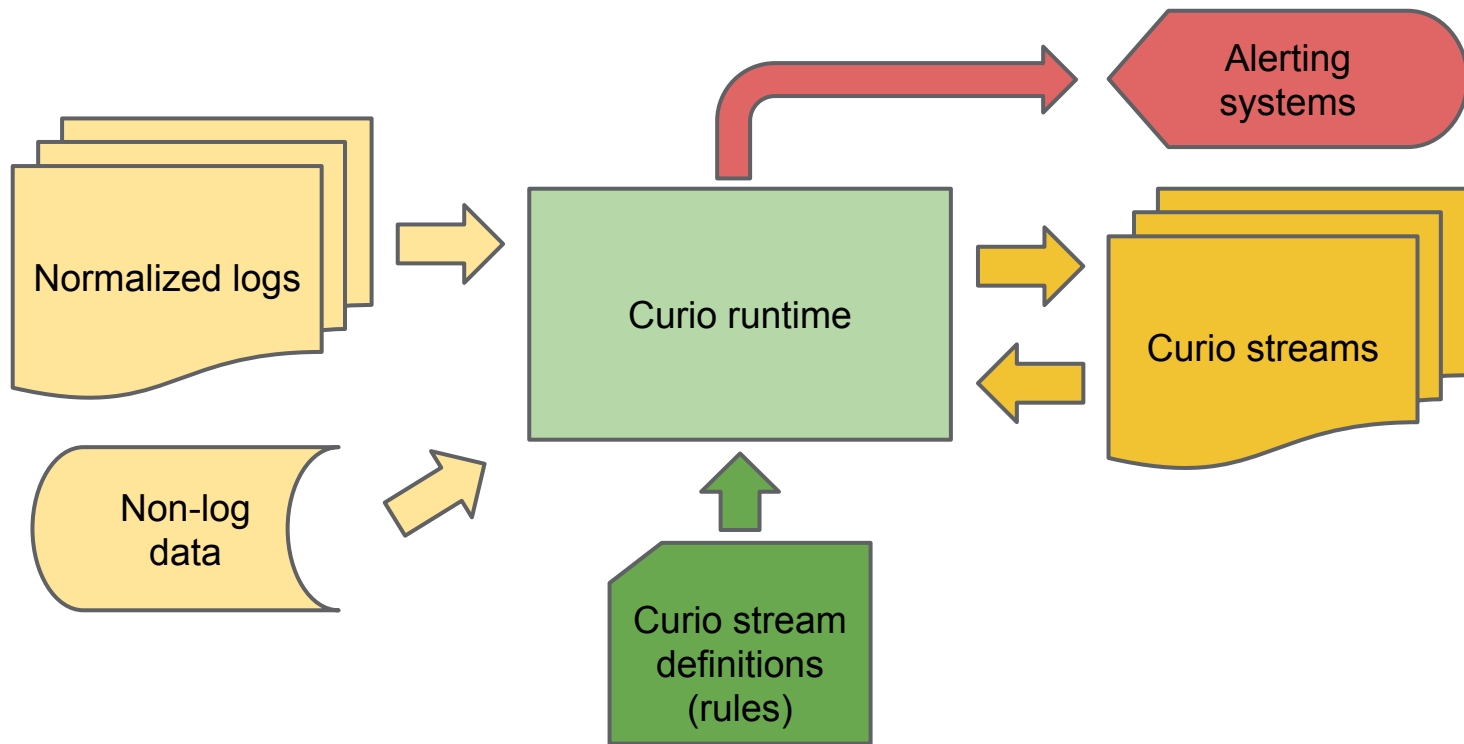 Alerting
systems
Normalized logs
Curio runtime
Curio streams
Non-log
data
Curio stream
definitions
(rules)